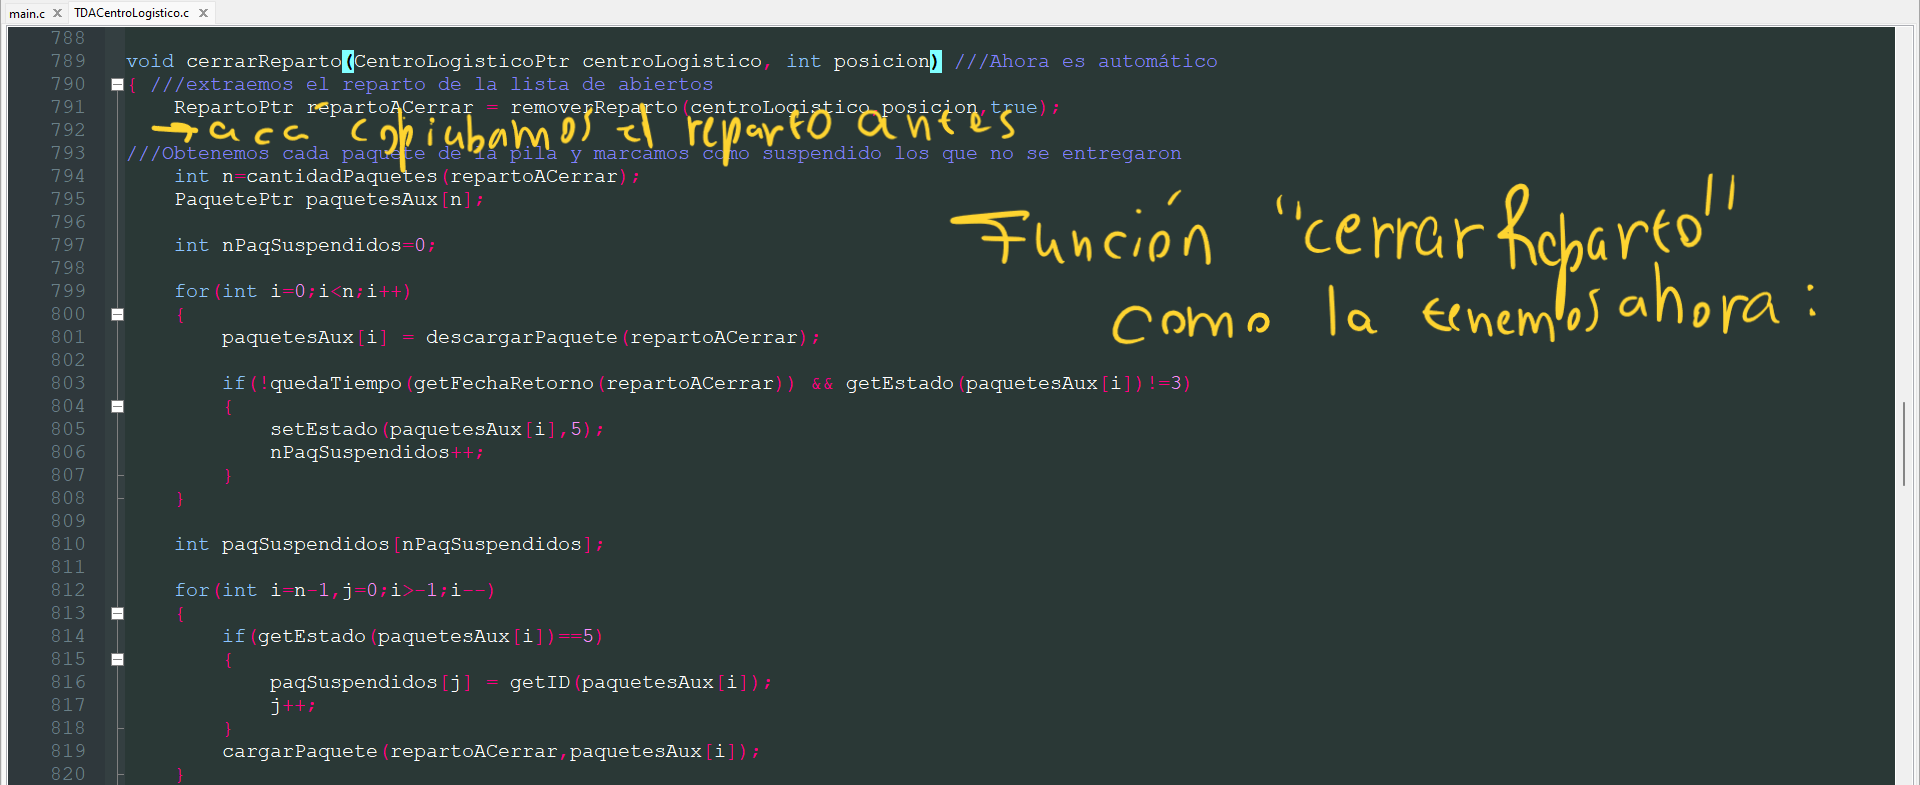 main.c X TDACentroLogistico.c X
788
789 void cerrarReparto(CentroLogisticoPtr centroLogistico, int posicion) ///Ahora es automático
790 { ///extraemos el reparto de la lista de abiertos
791 RepartoPtr repartoACerrar = removerReparto(centroLogistico,posicion,true);
792
→ aca copiabamos el reparto antes
793 ///Obtenemos cada paquete de la pila y marcamos como suspendido los que no se entregaron
794 int n=cantidadPaquetes(repartoACerrar);
795 PaquetePtr paquetesAux[n];
796
Función "cerrarReparto"
797 int nPaqSuspendidos=0;
798
799 for(int i=0;i<n;i++)
800 {
como la tenemos ahora:
801 paquetesAux[i] = descargarPaquete(repartoACerrar);
802
803 if(!quedaTiempo(getFechaRetorno(repartoACerrar)) && getEstado(paquetesAux[i])!=3)
804 {
805 setEstado(paquetesAux[i],5);
806 nPaqSuspendidos++;
807 }
808 }
809
810 int paqSuspendidos[nPaqSuspendidos];
811
812 for(int i=n-1,j=0;i>-1;i--)
813 {
814 if(getEstado(paquetesAux[i])==5)
815 {
816 paqSuspendidos[j] = getID(paquetesAux[i]);
817 j++;
818 }
819 cargarPaquete(repartoACerrar,paquetesAux[i]);
820 }